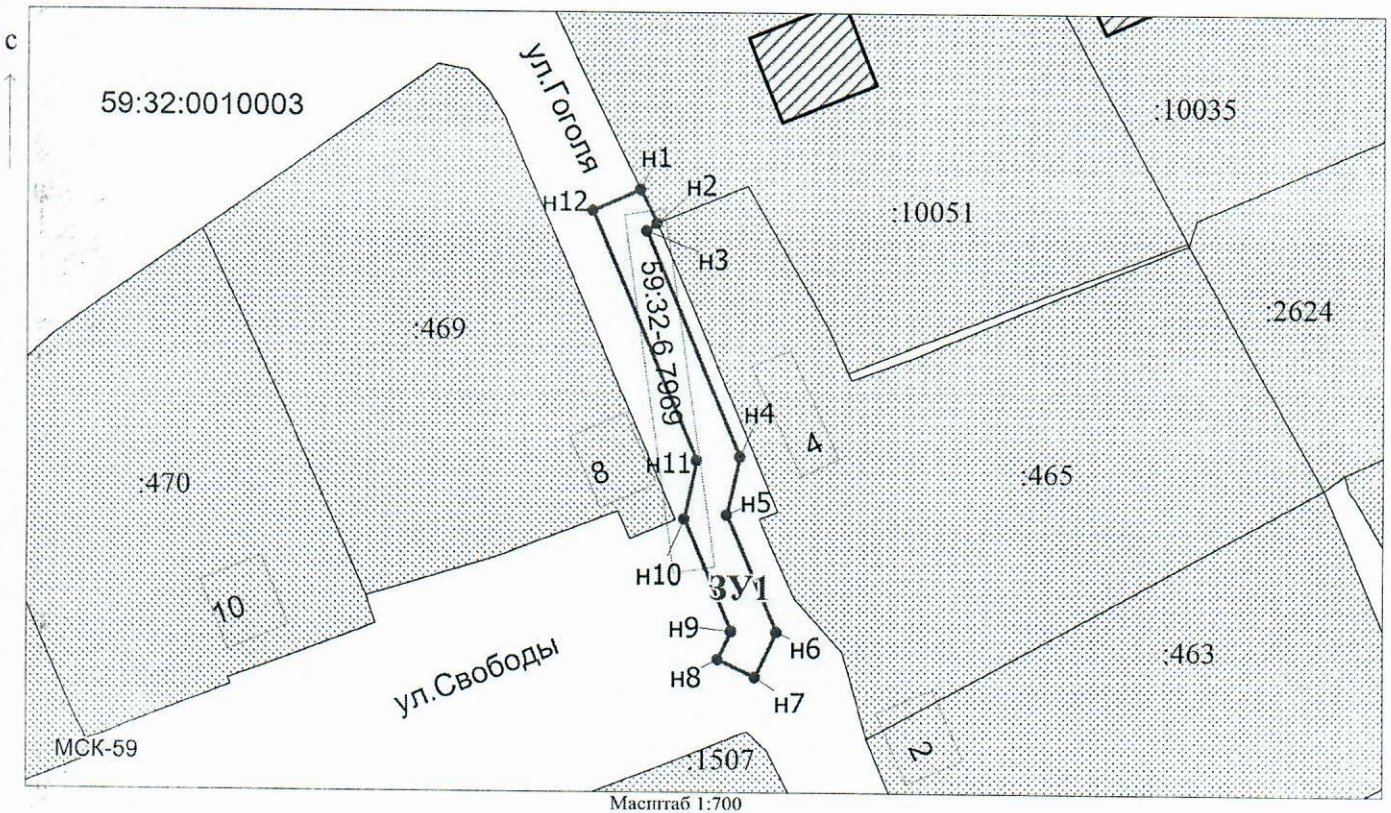 с
59:32:0010003
ул.Гоголя
:10035
н1
н2
н12
:10051
н3
59:32-6.7969
:469
:2624
н4
4
8
н11
:465
:470
н5
н10
ЗУ1
10
н9
н6
н8
:463
ул.Свободы
н7
МСК-59
2
:1507
Масштаб 1:700